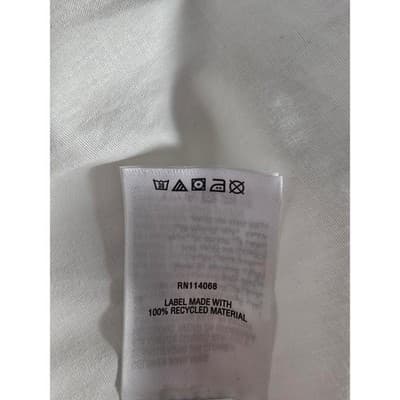 RN114068
LABEL MADE WITH
100% RECYCLED MATERIAL